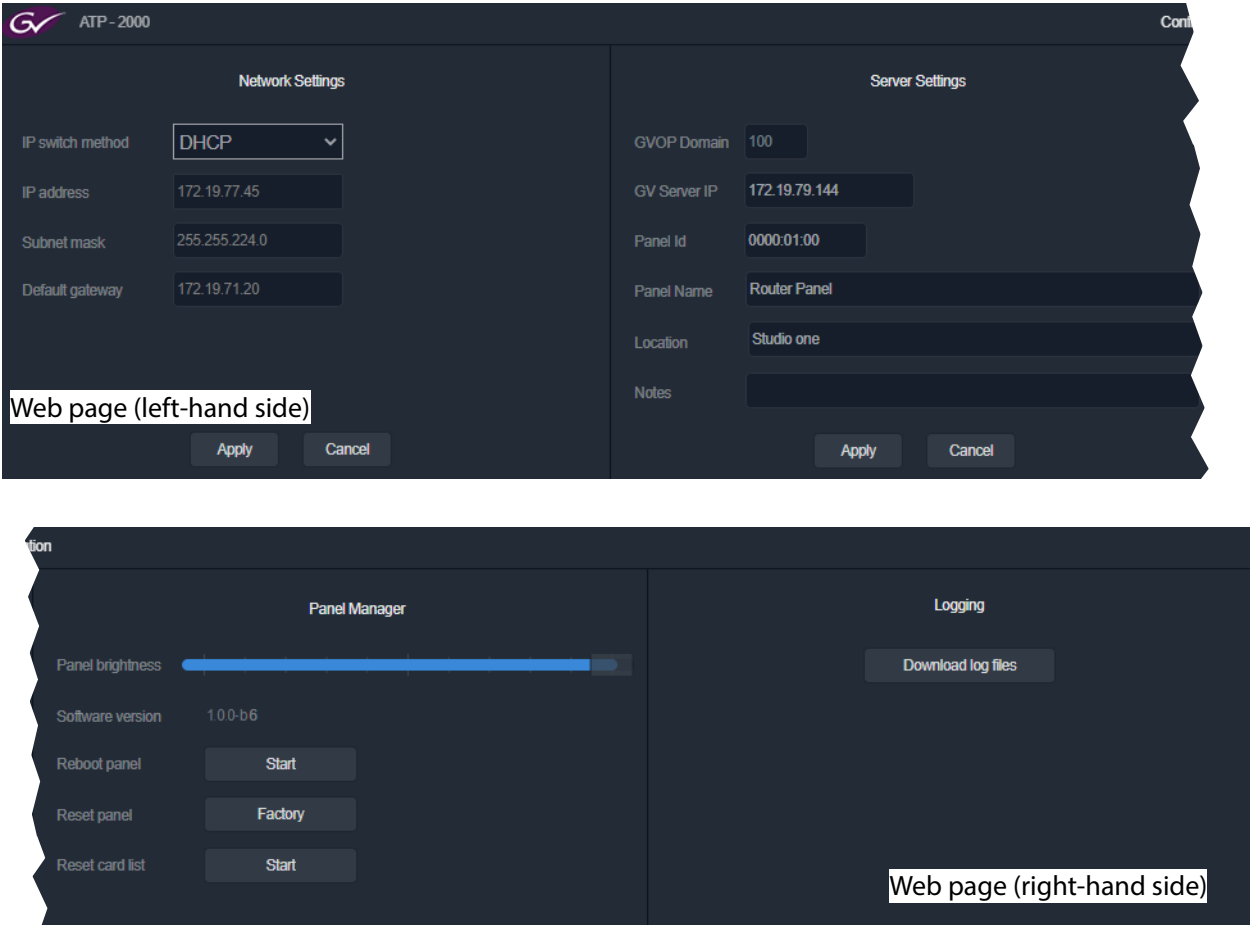 GV ATP - 2000 Conf
Network Settings
IP switch method DHCP
IP address 172.19.77.45
Subnet mask 255.255.224.0
Default gateway 172.19.71.20
Web page (left-hand side)
Apply Cancel
Server Settings
GVOP Domain 100
GV Server IP 172.19.79.144
Panel Id 0000:01:00
Panel Name Router Panel
Location Studio one
Notes
Apply Cancel
tion
Panel Manager
Panel brightness
Software version 1.0.0-b6
Reboot panel Start
Reset panel Factory
Reset card list Start
Logging
Download log files
Web page (right-hand side)